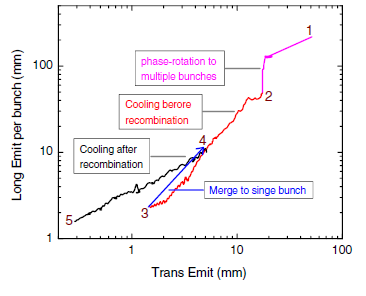 1
phase-rotation to
multiple bunches
100
2
Cooling berore
recombination
4
Cooling after
recombination
10
Merge to singe bunch
3
5
1
1
10
100
Long Emit per bunch (mm)
Trans Emit (mm)